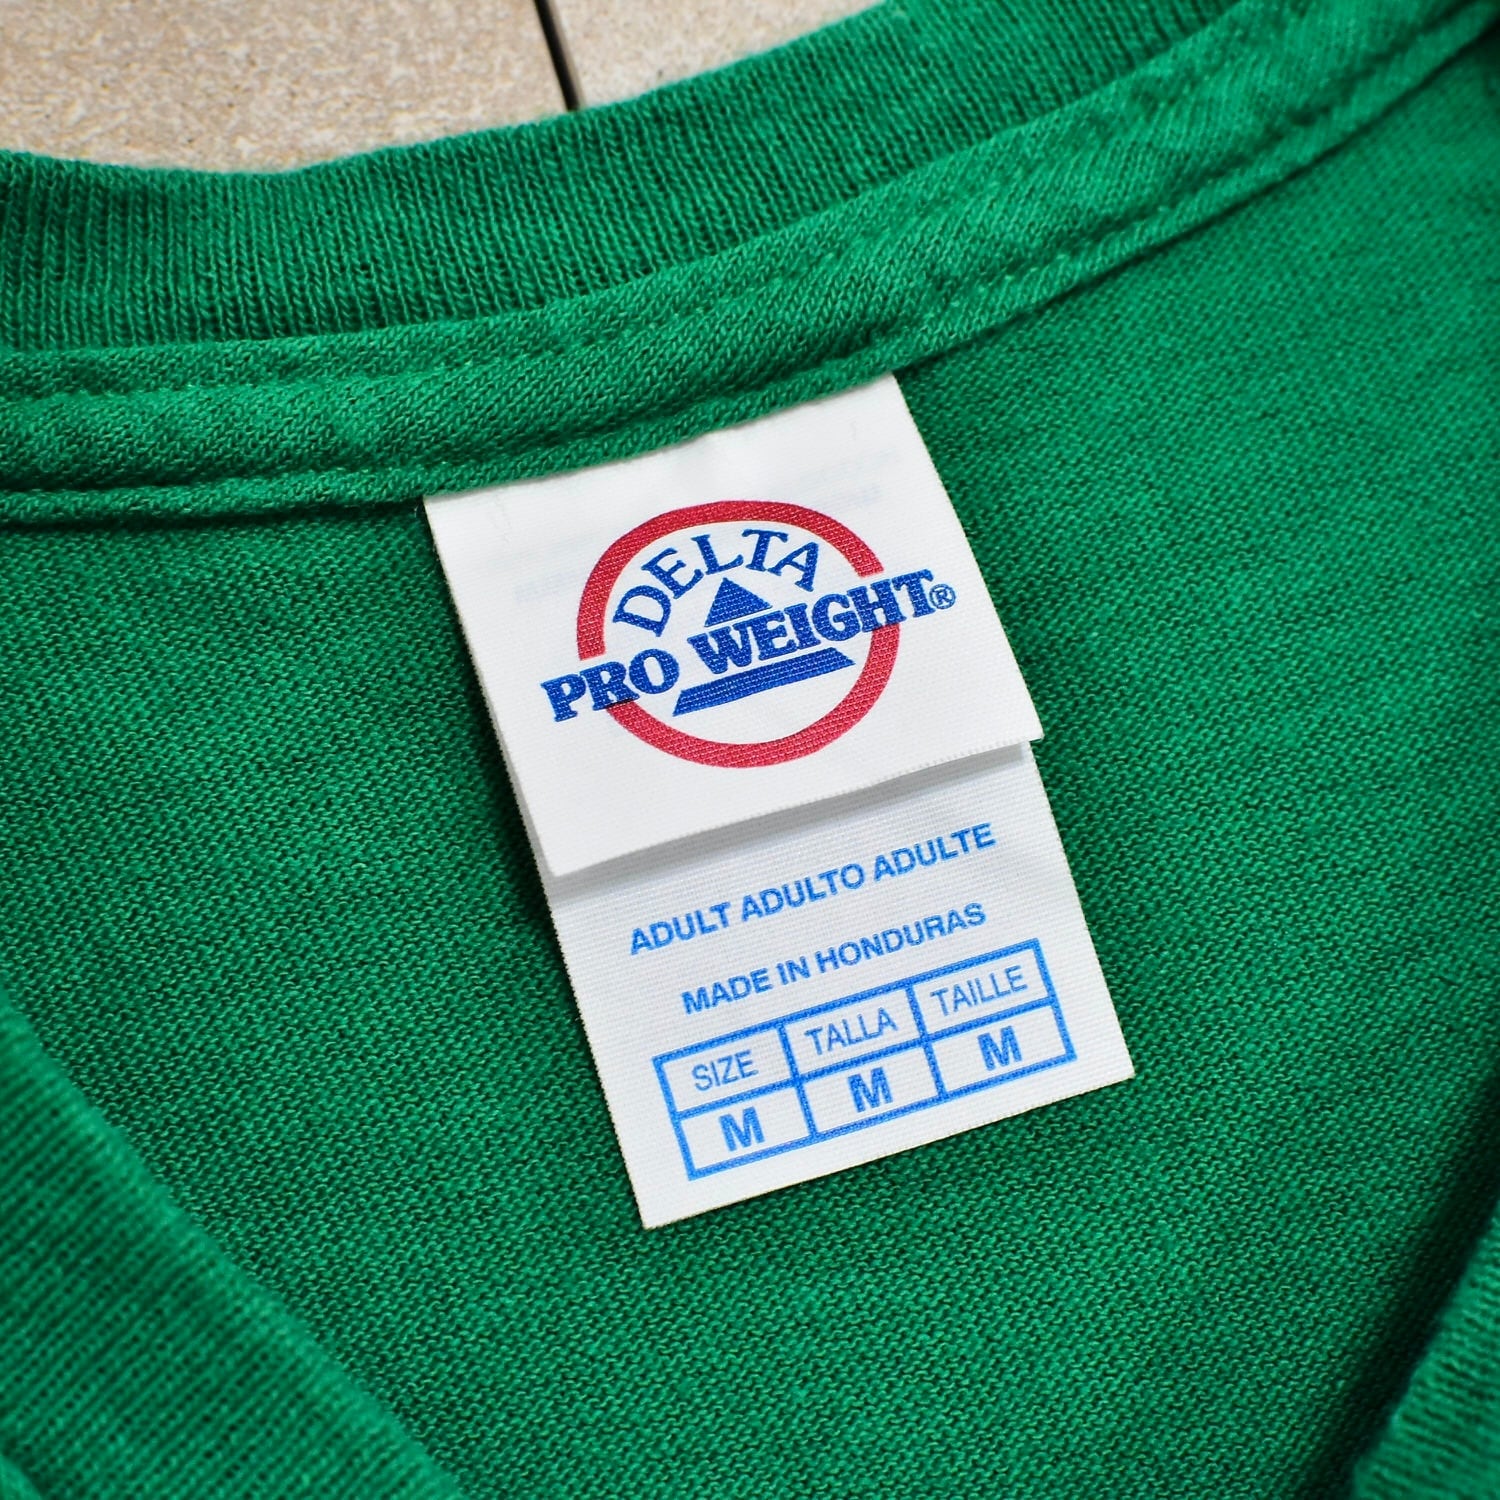 DELTA
PRO WEIGHT®
ADULT ADULTO ADULTE
MADE IN HONDURAS
SIZE TALLA TAILLE
M M M